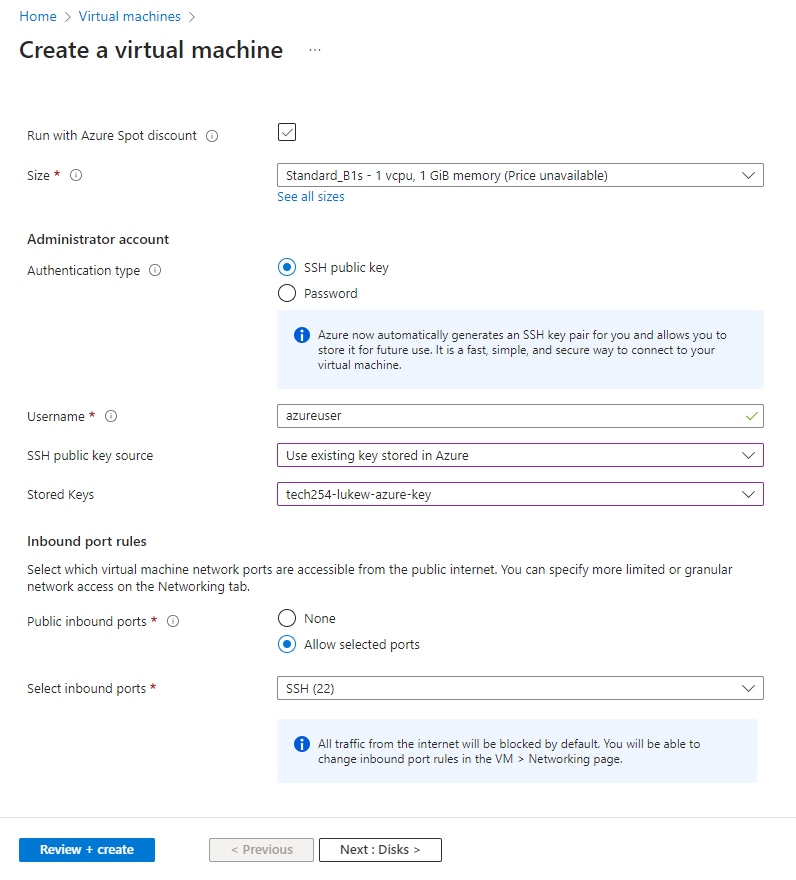 Home > Virtual machines >
Create a virtual machine ...
Run with Azure Spot discount
Size * Standard_B1s - 1 vcpu, 1 GiB memory (Price unavailable)
See all sizes
Administrator account
Authentication type SSH public key
Password
Azure now automatically generates an SSH key pair for you and allows you to
store it for future use. It is a fast, simple, and secure way to connect to your
virtual machine.
Username * azureuser
SSH public key source Use existing key stored in Azure
Stored Keys tech254-lukew-azure-key
Inbound port rules
Select which virtual machine network ports are accessible from the public internet. You can specify more limited or granular
network access on the Networking tab.
Public inbound ports * None
Allow selected ports
Select inbound ports * SSH (22)
All traffic from the internet will be blocked by default. You will be able to
change inbound port rules in the VM > Networking page.
Review + create < Previous Next : Disks >